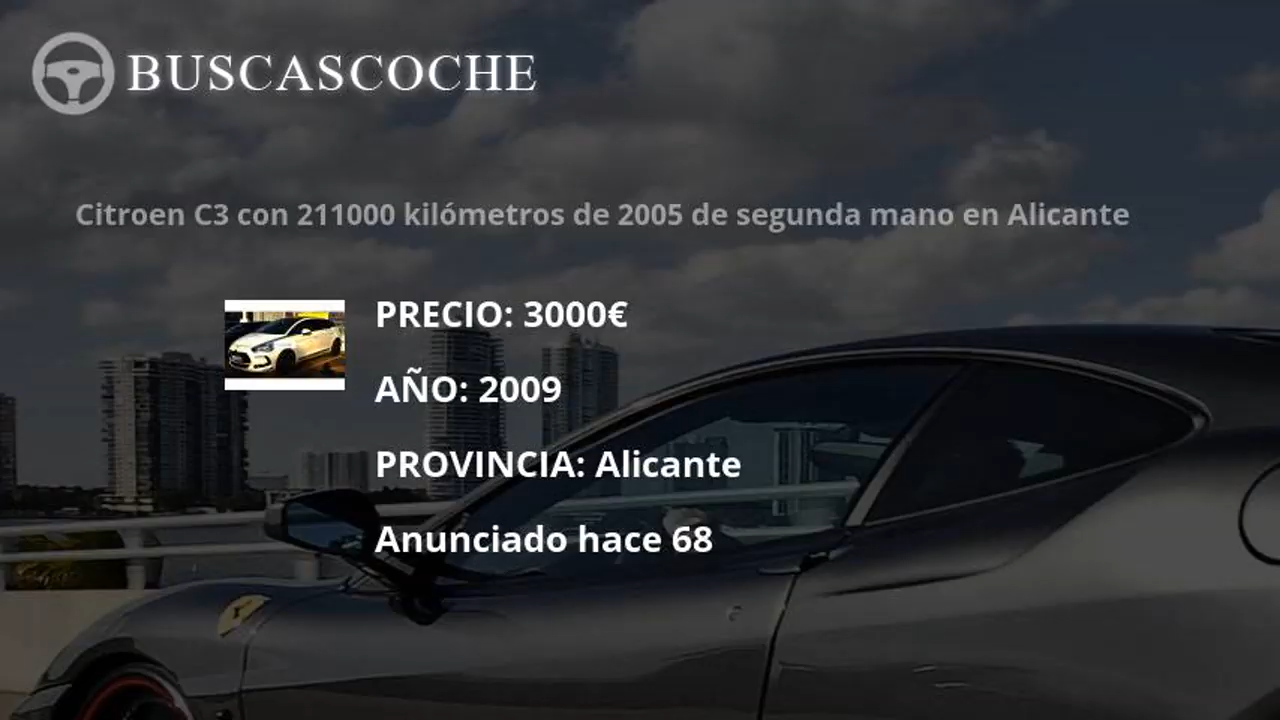 BUSCASCOCHE
Citroen C3 con 211000 kilómetros de 2005 de segunda mano en Alicante
PRECIO: 3000€
AÑO: 2009
PROVINCIA: Alicante
Anunciado hace 68